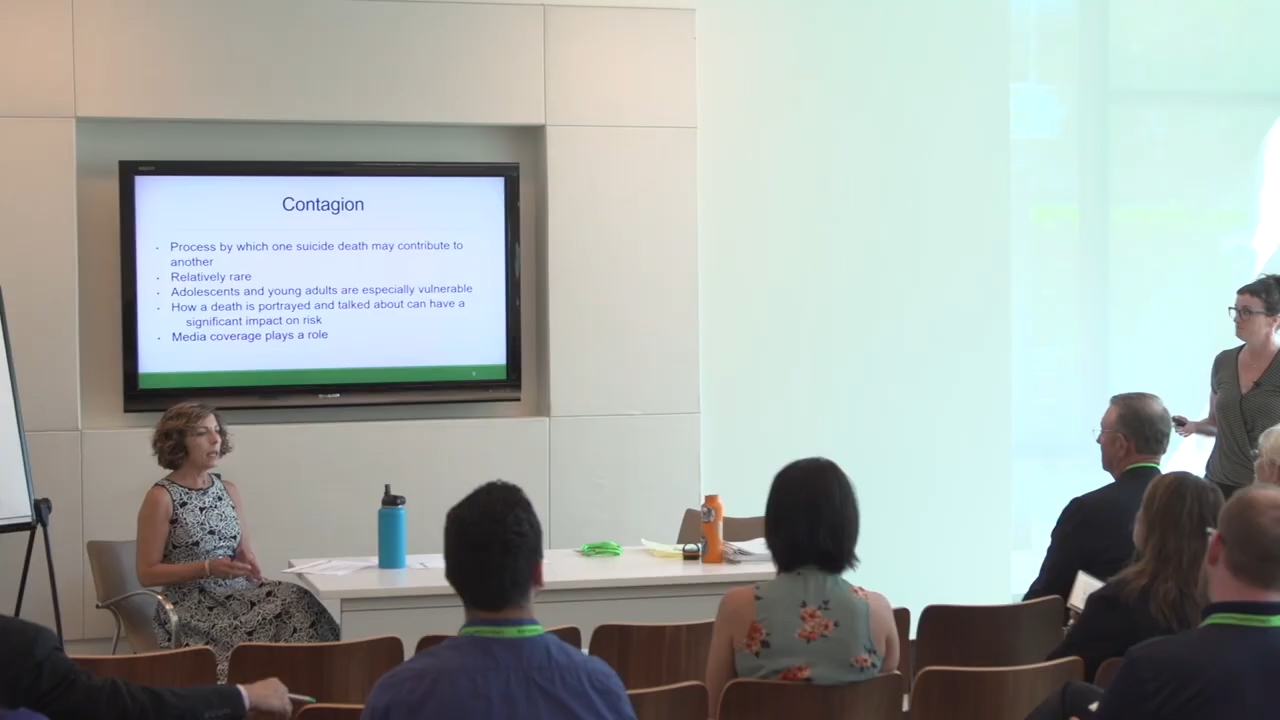 Contagion
· Process by which one suicide death may contribute to
another
· Relatively rare
· Adolescents and young adults are especially vulnerable
· How a death is portrayed and talked about can have a
significant impact on risk
· Media coverage plays a role